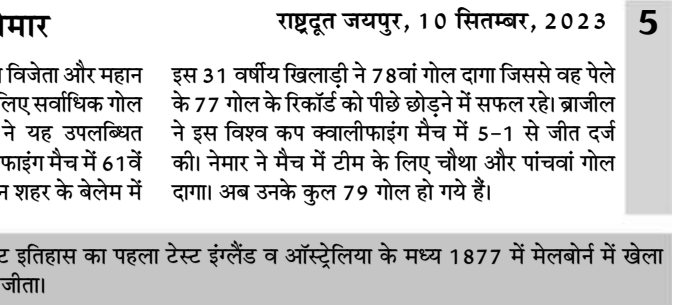 नेमार
राष्ट्रदूत जयपुर, 10 सितम्बर, 2023
5
विजेता और महान
लिए सर्वाधिक गोल
ने यह उपलब्धित
फाइंग मैच में 61वें
न शहर के बेलेम में
इस 31 वर्षीय खिलाड़ी ने 78वां गोल दागा जिससे वह पेले
के 77 गोल के रिकॉर्ड को पीछे छोड़ने में सफल रहे। ब्राजील
ने इस विश्व कप क्वालीफाइंग मैच में 5-1 से जीत दर्ज
की। नेमार ने मैच में टीम के लिए चौथा और पांचवां गोल
दागा। अब उनके कुल 79 गोल हो गये हैं।
ट इतिहास का पहला टेस्ट इंग्लैंड व ऑस्ट्रेलिया के मध्य 1877 में मेलबोर्न में खेला
जीता।